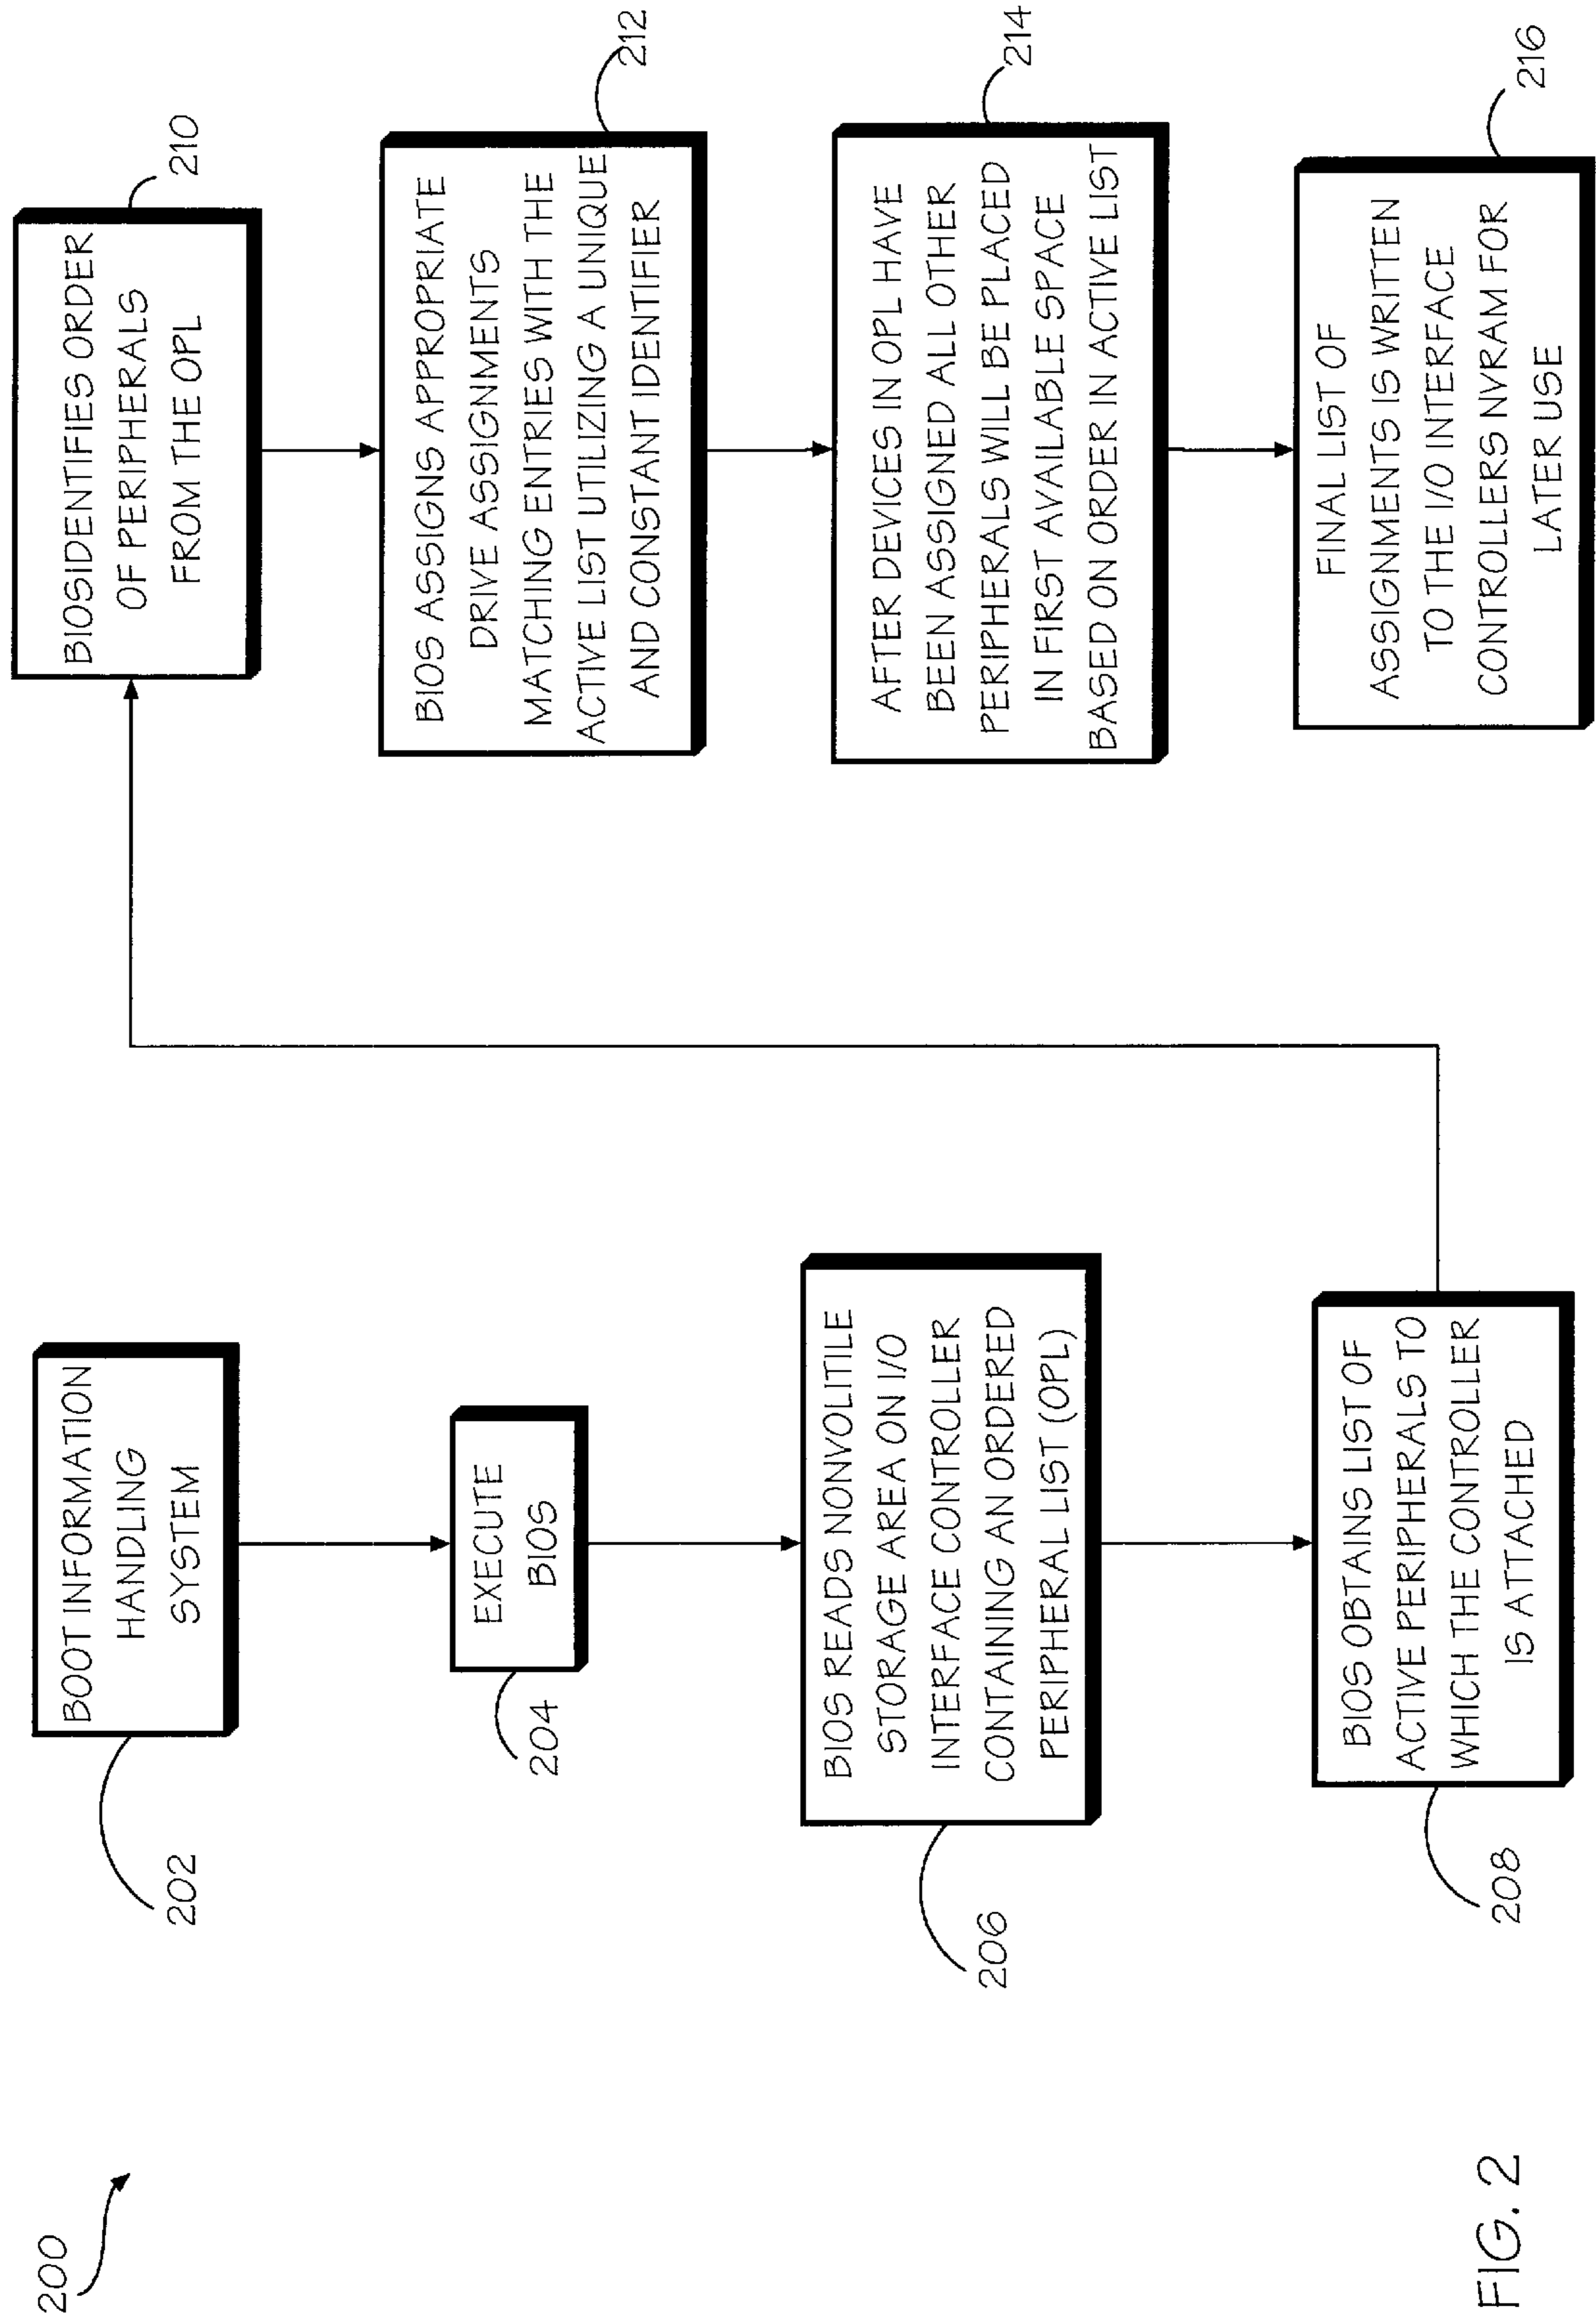 200
202
BOOT INFORMATION
HANDLING
SYSTEM
204
EXECUTE
BIOS
206
BIOS READS NONVOLITILE
STORAGE AREA ON I/O
INTERFACE CONTROLLER
CONTAINING AN ORDERED
PERIPHERAL LIST (OPL)
208
BIOS OBTAINS LIST OF
ACTIVE PERIPHERALS TO
WHICH THE CONTROLLER
IS ATTACHED
210
BIOSIDENTIFIES ORDER
OF PERIPHERALS
FROM THE OPL
212
BIOS ASSIGNS APPROPRIATE
DRIVE ASSIGNMENTS
MATCHING ENTRIES WITH THE
ACTIVE LIST UTILIZING A UNIQUE
AND CONSTANT IDENTIFIER
214
AFTER DEVICES IN OPL HAVE
BEEN ASSIGNED ALL OTHER
PERIPHERALS WILL BE PLACED
IN FIRST AVAILABLE SPACE
BASED ON ORDER IN ACTIVE LIST
216
FINAL LIST OF
ASSIGNMENTS IS WRITTEN
TO THE I/O INTERFACE
CONTROLLERS NVRAM FOR
LATER USE
FIG. 2